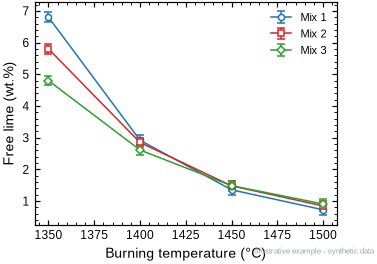 7
6
5
4
3
2
1
Free lime (wt.%)
Mix 1
Mix 2
Mix 3
1350 1375 1400 1425 1450 1475 1500
Burning temperature (°C)
example - synthetic data